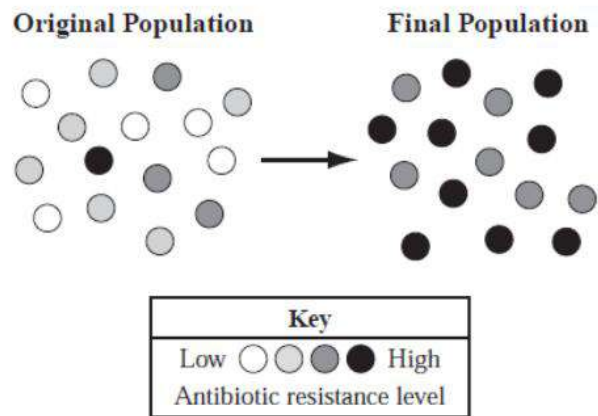 Original Population
Final Population
Key
Low High
Antibiotic resistance level